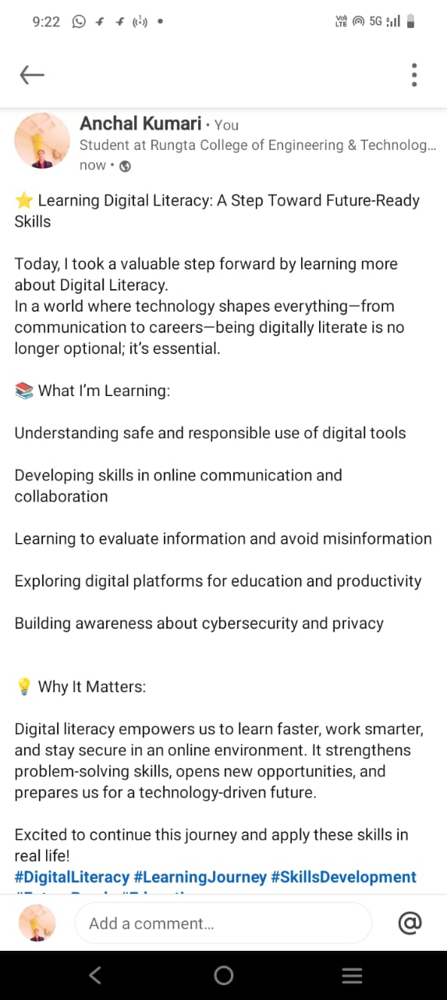 9:22
Vo)) LTE 5G
Anchal Kumari • You
Student at Rungta College of Engineering & Technolog...
now •
⭐ Learning Digital Literacy: A Step Toward Future-Ready
Skills
Today, I took a valuable step forward by learning more
about Digital Literacy.
In a world where technology shapes everything—from
communication to careers—being digitally literate is no
longer optional; it's essential.
📚 What I'm Learning:
Understanding safe and responsible use of digital tools
Developing skills in online communication and
collaboration
Learning to evaluate information and avoid misinformation
Exploring digital platforms for education and productivity
Building awareness about cybersecurity and privacy
💡 Why It Matters:
Digital literacy empowers us to learn faster, work smarter,
and stay secure in an online environment. It strengthens
problem-solving skills, opens new opportunities, and
prepares us for a technology-driven future.
Excited to continue this journey and apply these skills in
real life!
#DigitalLiteracy #LearningJourney #SkillsDevelopment
Add a comment...
@